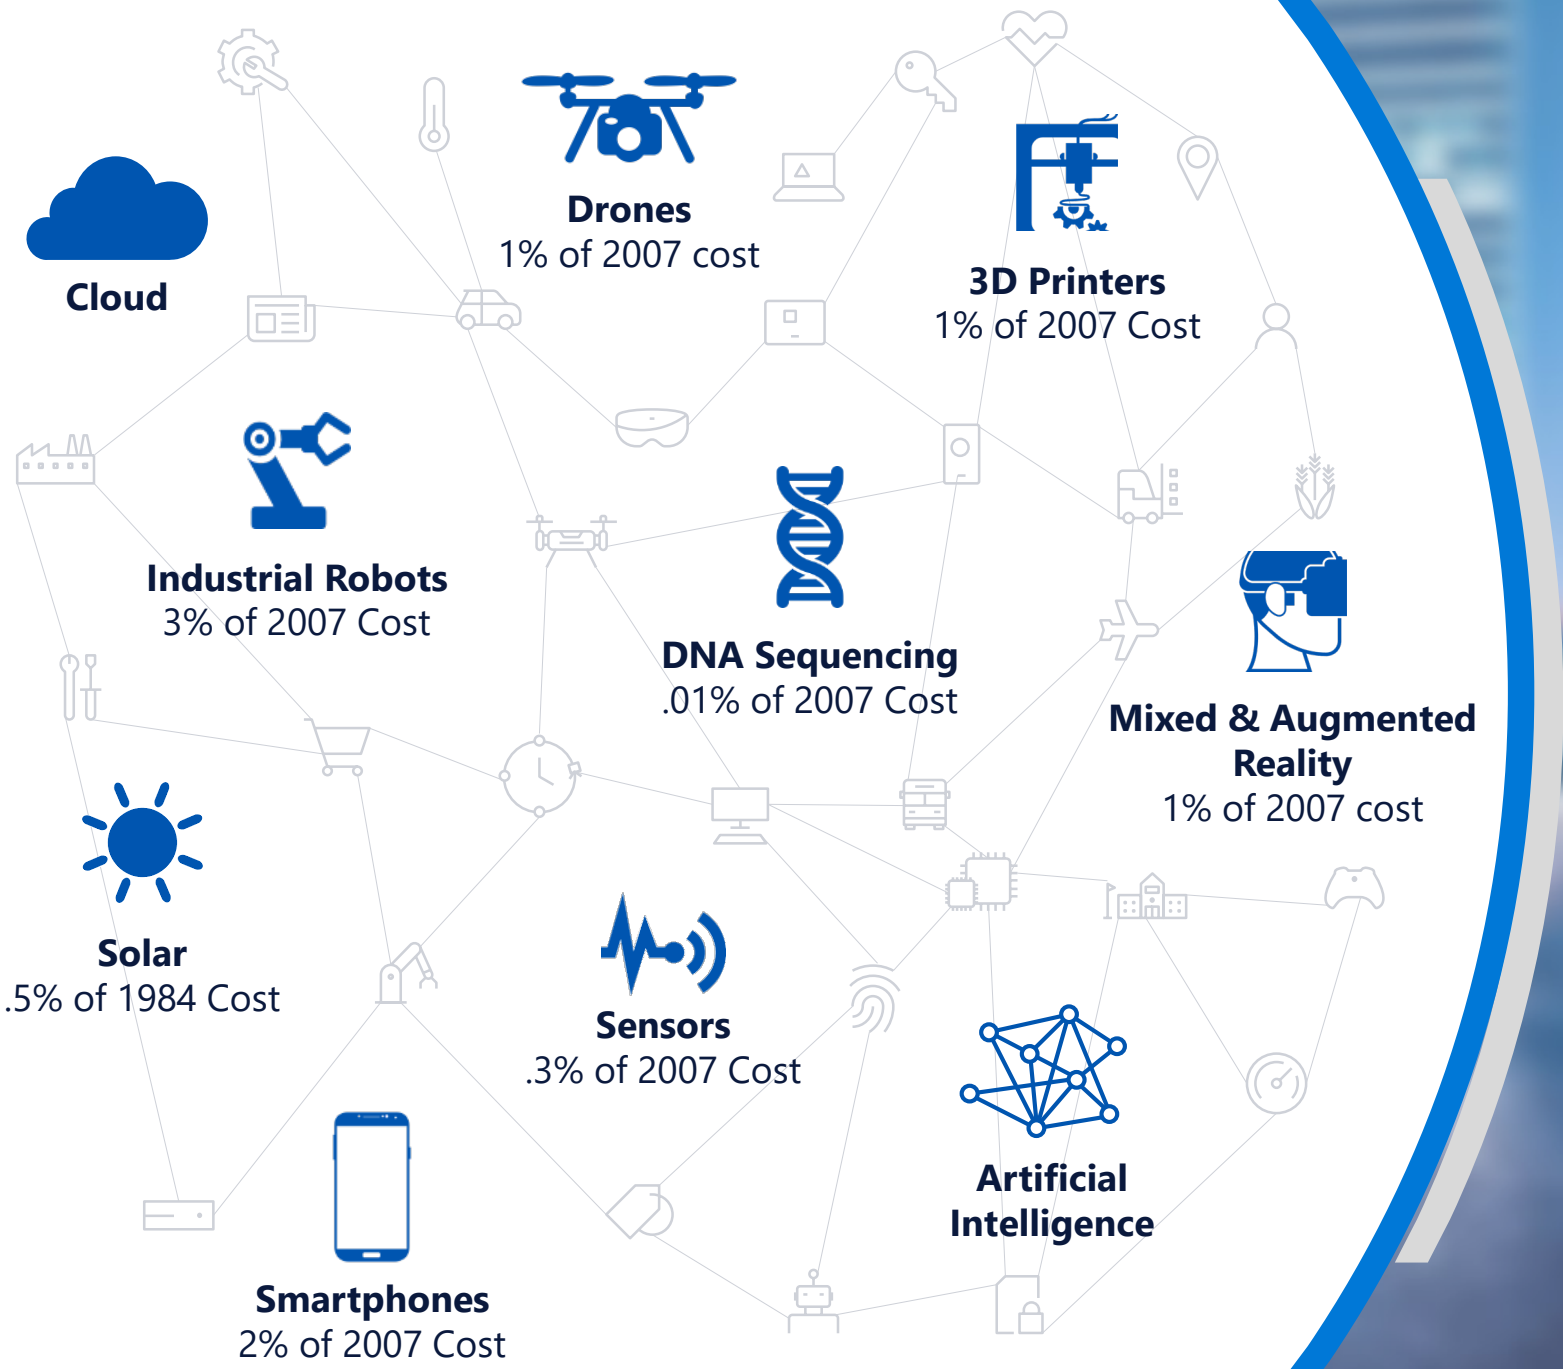 Drones
1% of 2007 cost
Cloud
3D Printers
1% of 2007 Cost
Industrial Robots
3% of 2007 Cost
DNA Sequencing
.01% of 2007 Cost
Mixed & Augmented
Reality
1% of 2007 cost
Solar
.5% of 1984 Cost
Sensors
.3% of 2007 Cost
Artificial
Intelligence
Smartphones
2% of 2007 Cost